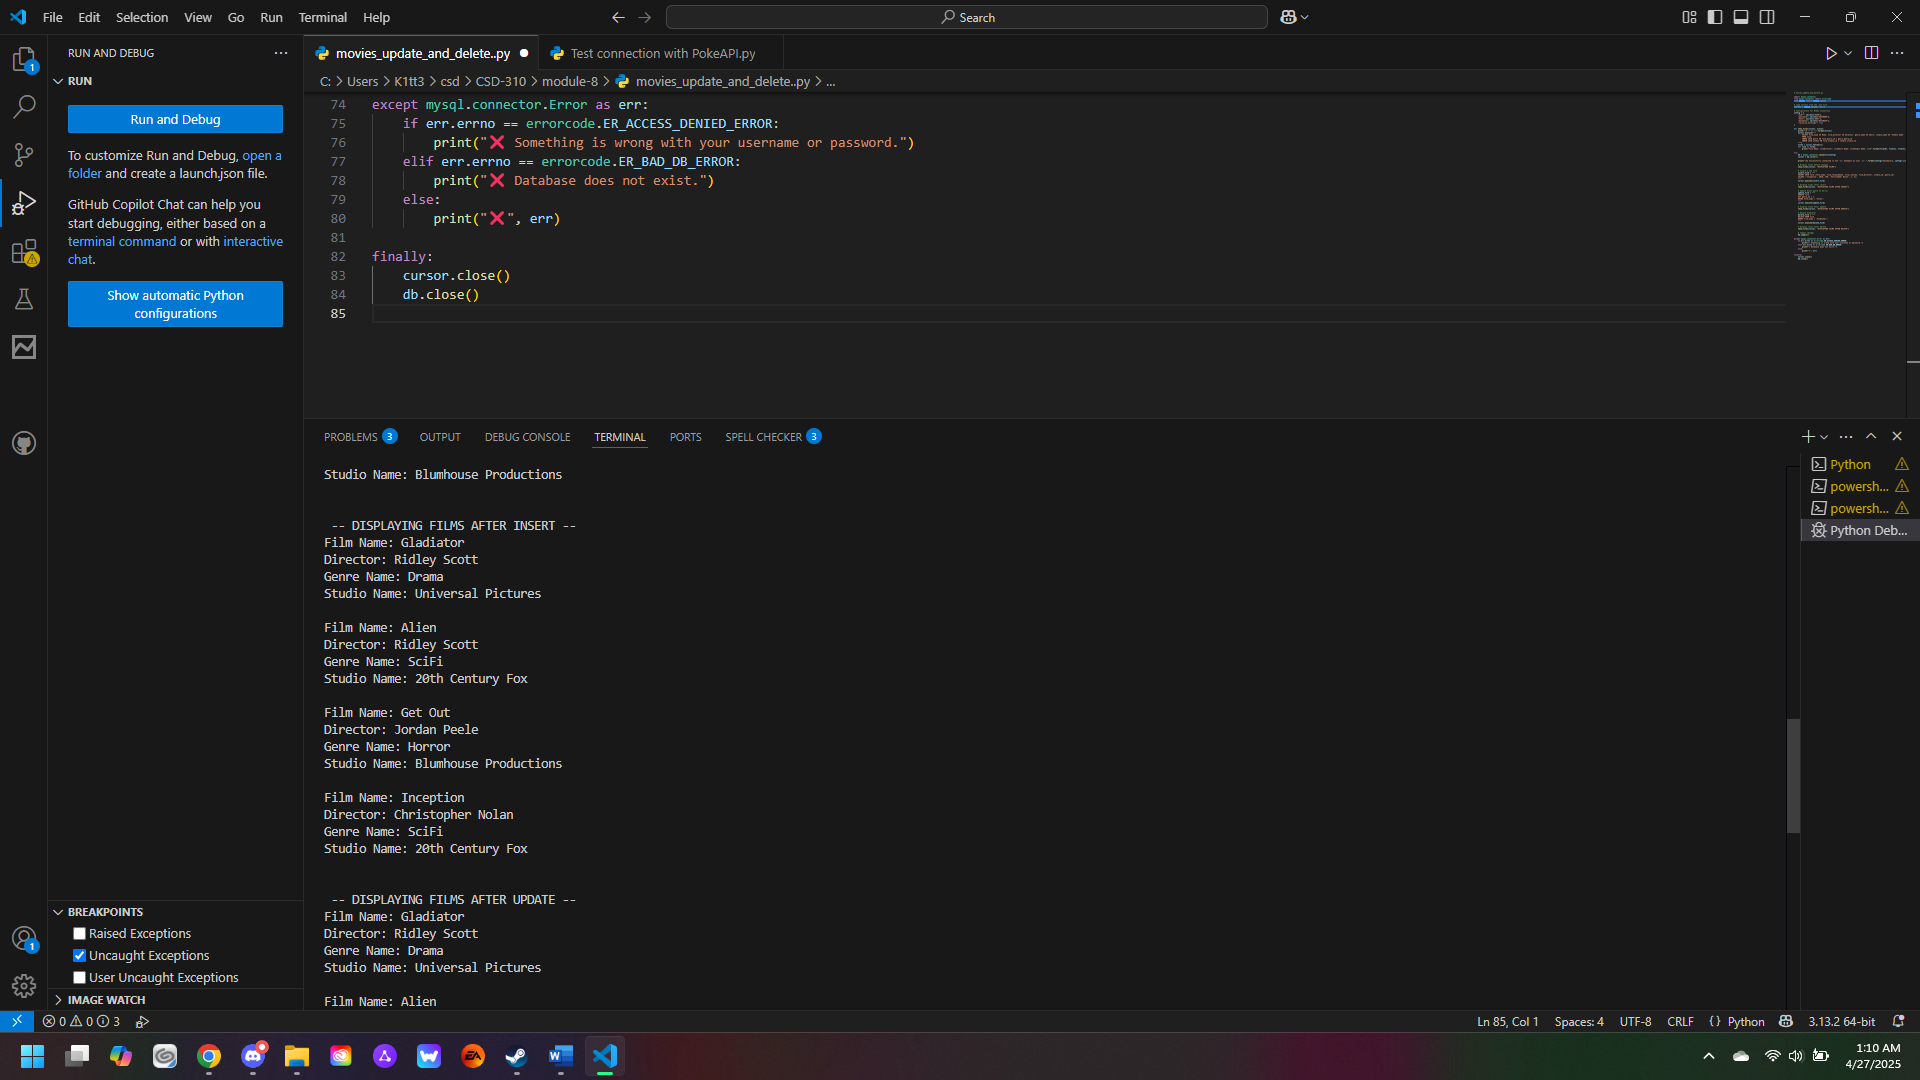 File Edit Selection View Go Run Terminal Help
Search
RUN AND DEBUG
RUN
Run and Debug
To customize Run and Debug, open a
folder and create a launch.json file.
GitHub Copilot Chat can help you
start debugging, either based on a
terminal command or with interactive
chat.
Show automatic Python
configurations
BREAKPOINTS
Raised Exceptions
Uncaught Exceptions
User Uncaught Exceptions
IMAGE WATCH
movies_update_and_delete..py
Test connection with PokeAPI.py
C: > Users > K1tt3 > csd > CSD-310 > module-8 > movies_update_and_delete..py > ...
74 except mysql.connector.Error as err:
75 if err.errno == errorcode.ER_ACCESS_DENIED_ERROR:
76 print("❌ Something is wrong with your username or password.")
77 elif err.errno == errorcode.ER_BAD_DB_ERROR:
78 print("❌ Database does not exist.")
79 else:
80 print("❌", err)
81
82 finally:
83 cursor.close()
84 db.close()
85
PROBLEMS 3 OUTPUT DEBUG CONSOLE TERMINAL PORTS SPELL CHECKER 3
Studio Name: Blumhouse Productions
-- DISPLAYING FILMS AFTER INSERT --
Film Name: Gladiator
Director: Ridley Scott
Genre Name: Drama
Studio Name: Universal Pictures
Film Name: Alien
Director: Ridley Scott
Genre Name: SciFi
Studio Name: 20th Century Fox
Film Name: Get Out
Director: Jordan Peele
Genre Name: Horror
Studio Name: Blumhouse Productions
Film Name: Inception
Director: Christopher Nolan
Genre Name: SciFi
Studio Name: 20th Century Fox
-- DISPLAYING FILMS AFTER UPDATE --
Film Name: Gladiator
Director: Ridley Scott
Genre Name: Drama
Studio Name: Universal Pictures
Film Name: Alien
Python
powersh...
powersh...
Python Deb...
0 0 3
Ln 85, Col 1 Spaces: 4 UTF-8 CRLF {} Python 3.13.2 64-bit
1:10 AM
4/27/2025